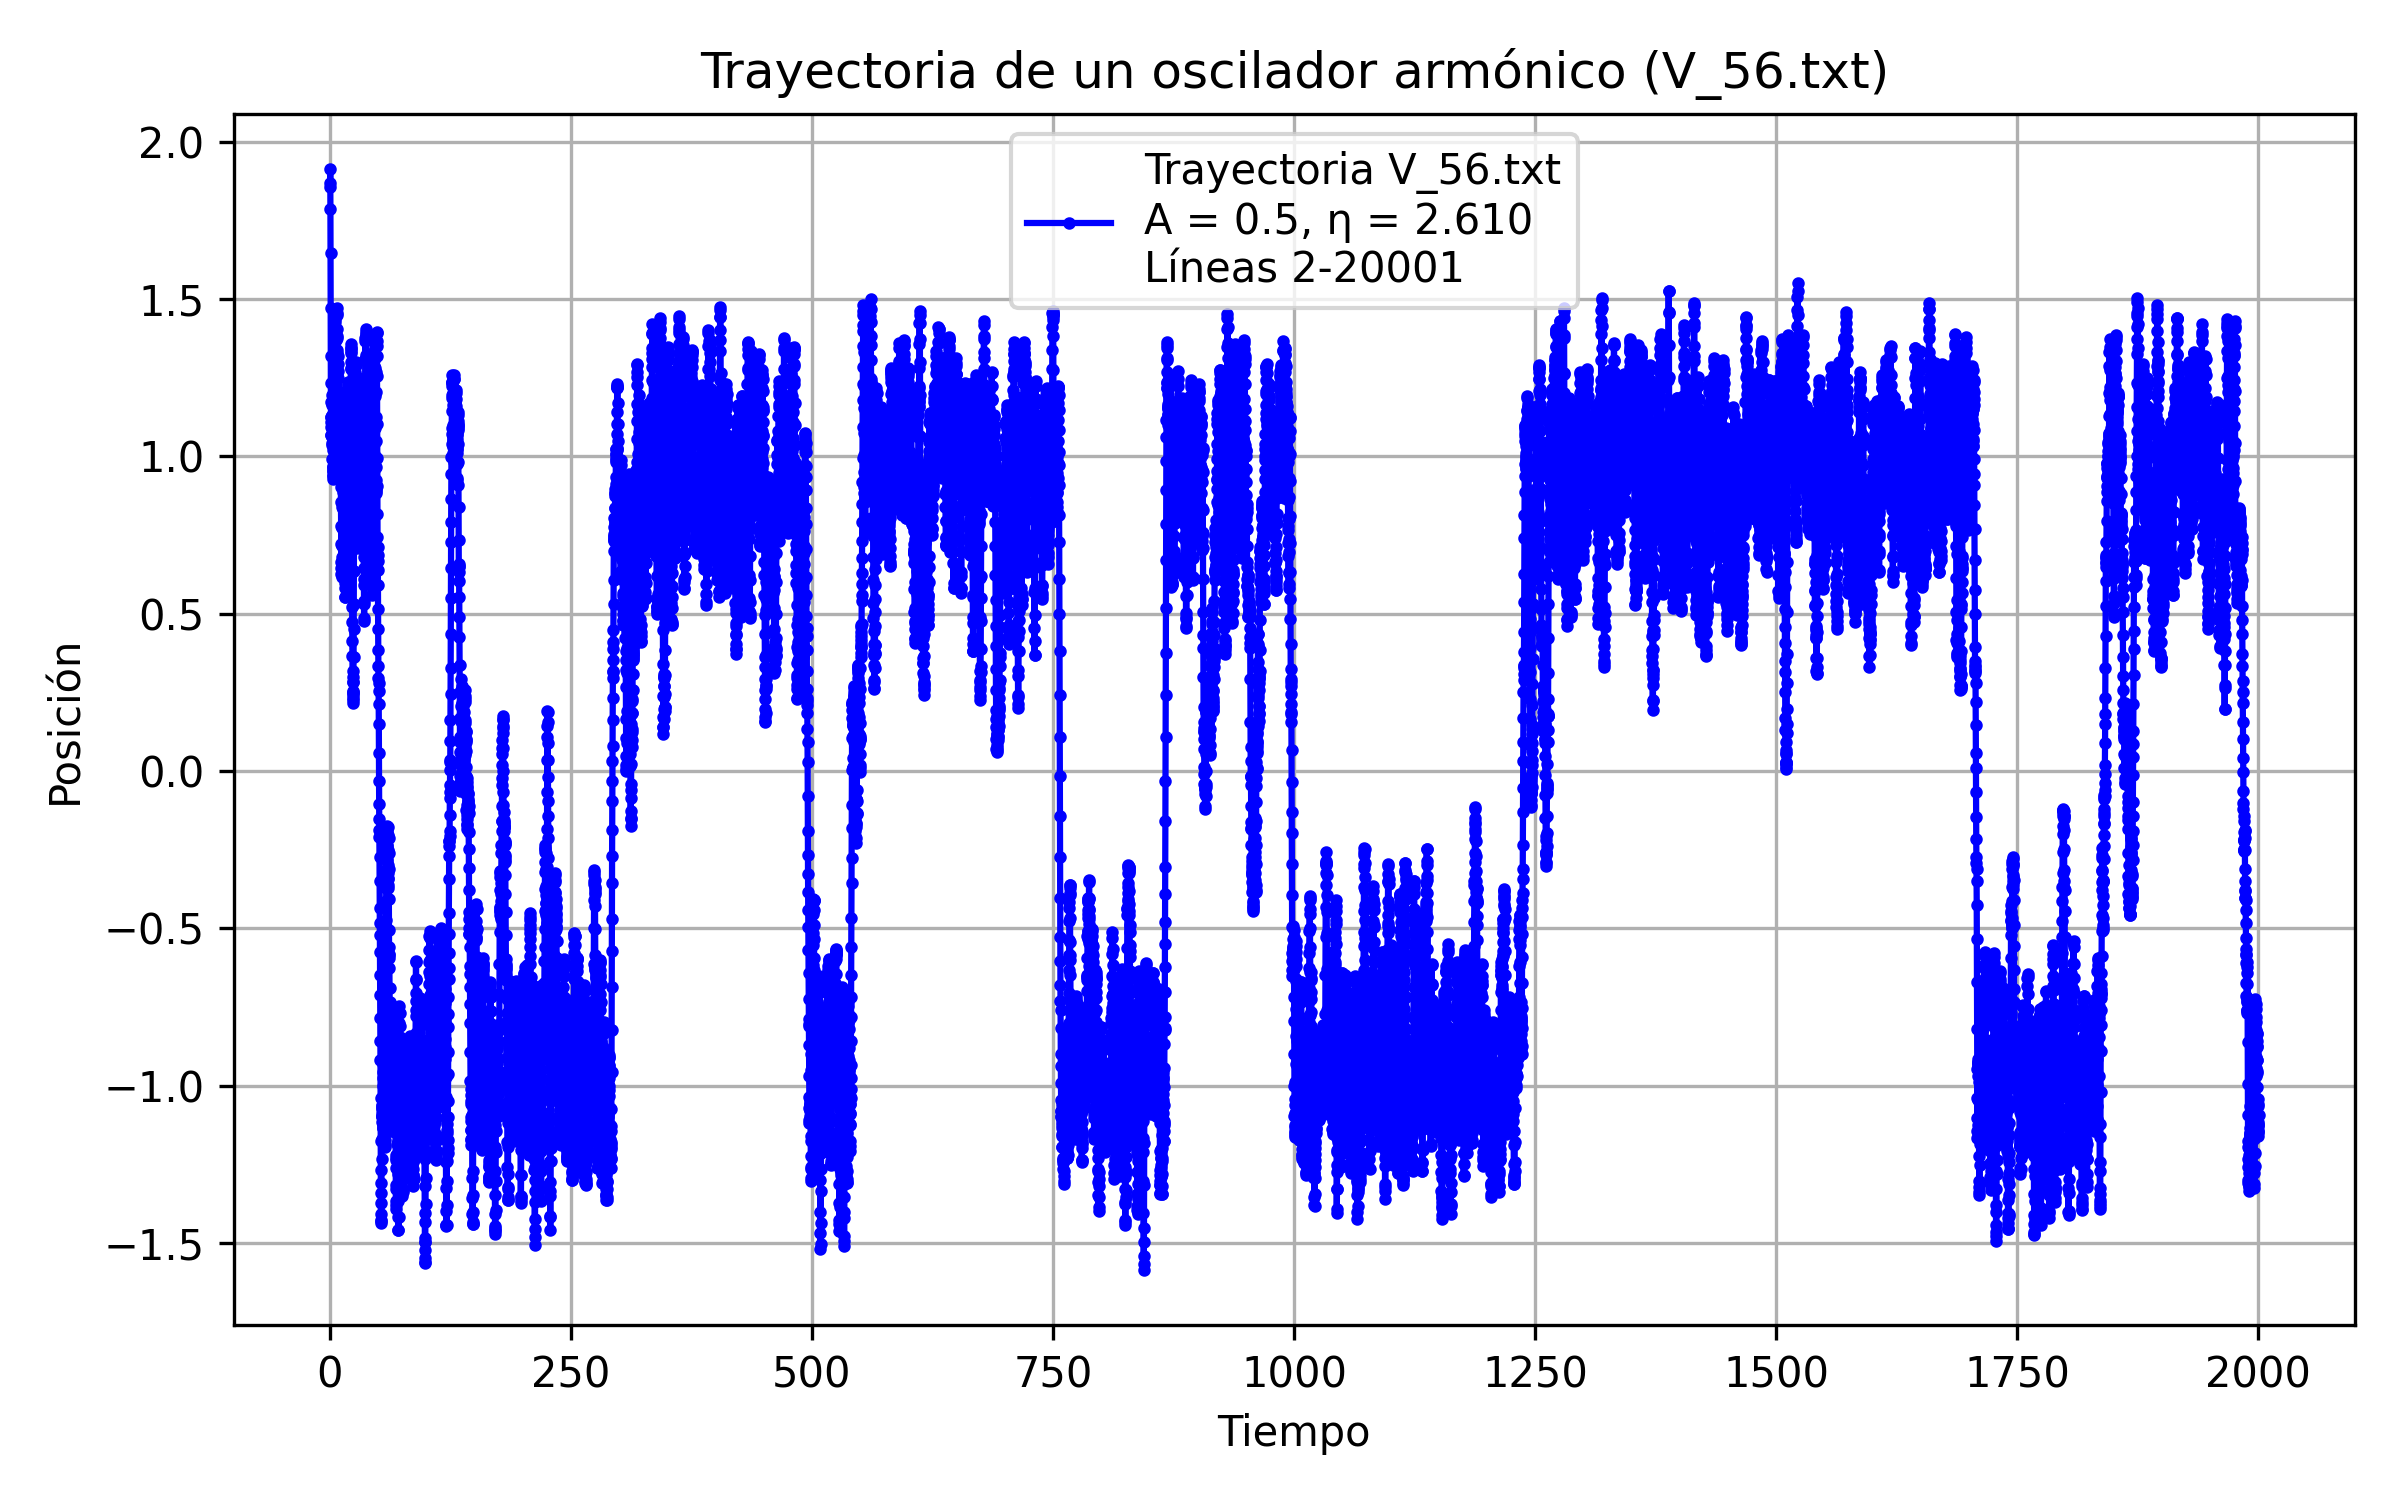 Trayectoria de un oscilador armónico (V_56.txt)
Trayectoria V_56.txt
A = 0.5, η = 2.610
Líneas 2-20001
Posición
2.0
1.5
1.0
0.5
0.0
−0.5
−1.0
−1.5
0
250
500
750
1000
1250
1500
1750
2000
Tiempo